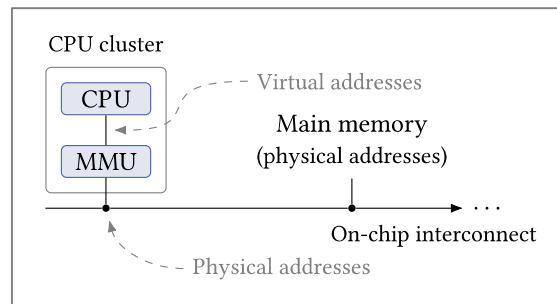 CPU cluster
CPU
Virtual addresses
MMU
Main memory
(physical addresses)
. . .
On-chip interconnect
Physical addresses